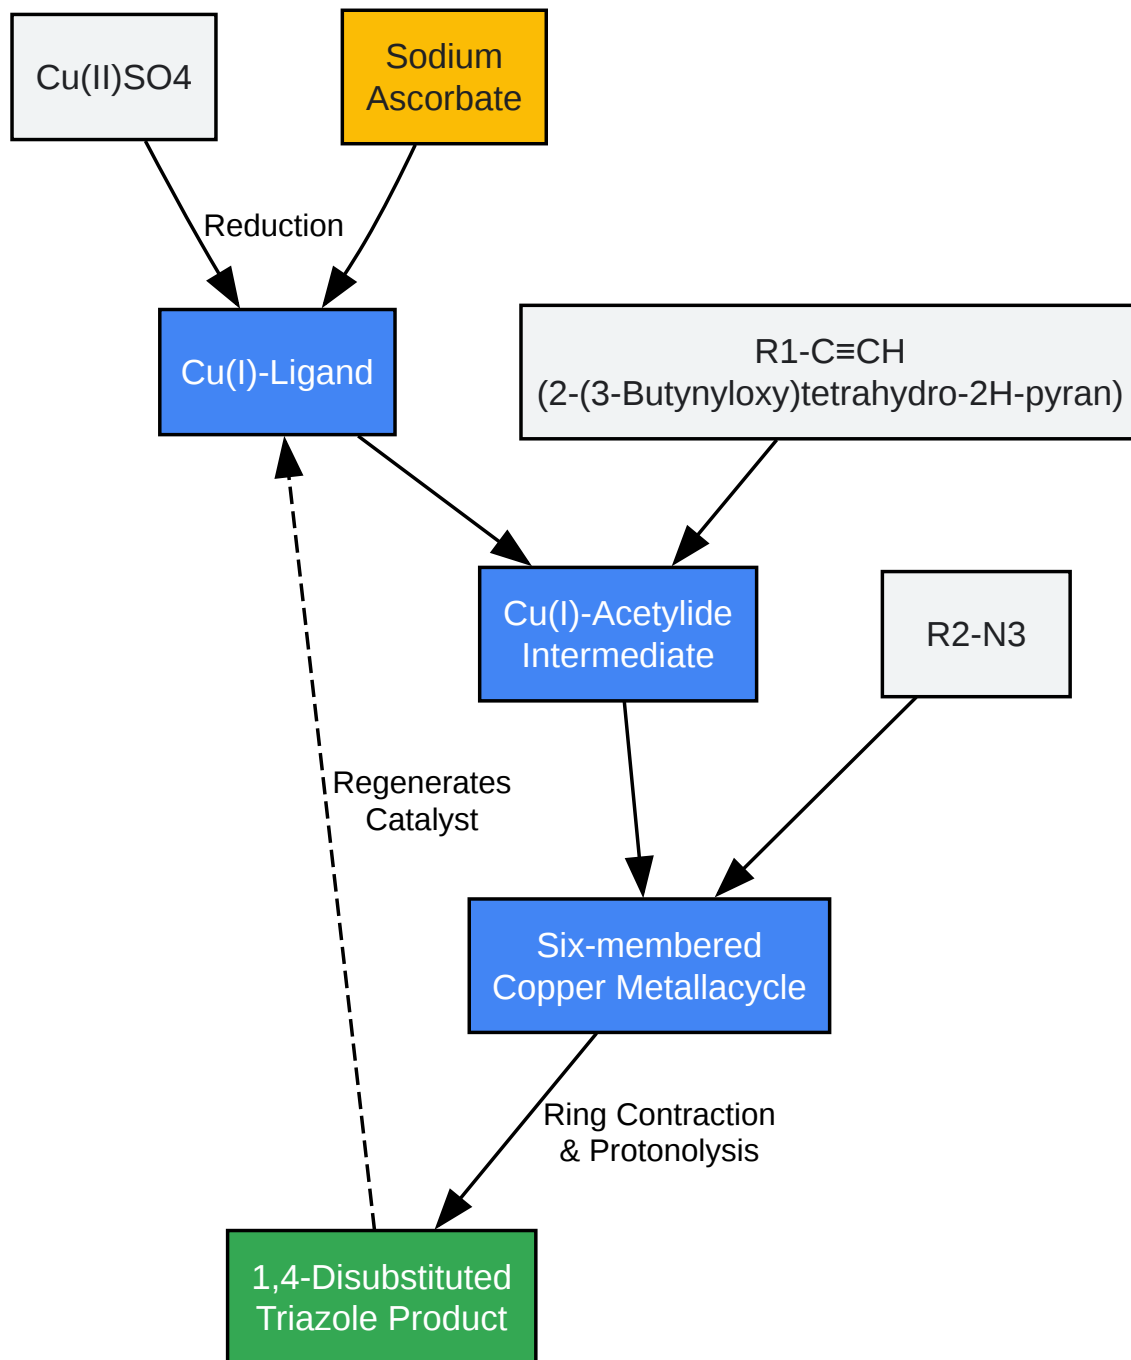 Cu(II)SO4
Sodium
Ascorbate
Reduction
Cu(I)-Ligand
R1-C≡CH
(2-(3-Butynyloxy)tetrahydro-2H-pyran)
Cu(I)-Acetylide
Intermediate
R2-N3
Regenerates
Catalyst
Six-membered
Copper Metallacycle
Ring Contraction
& Protonolysis
1,4-Disubstituted
Triazole Product